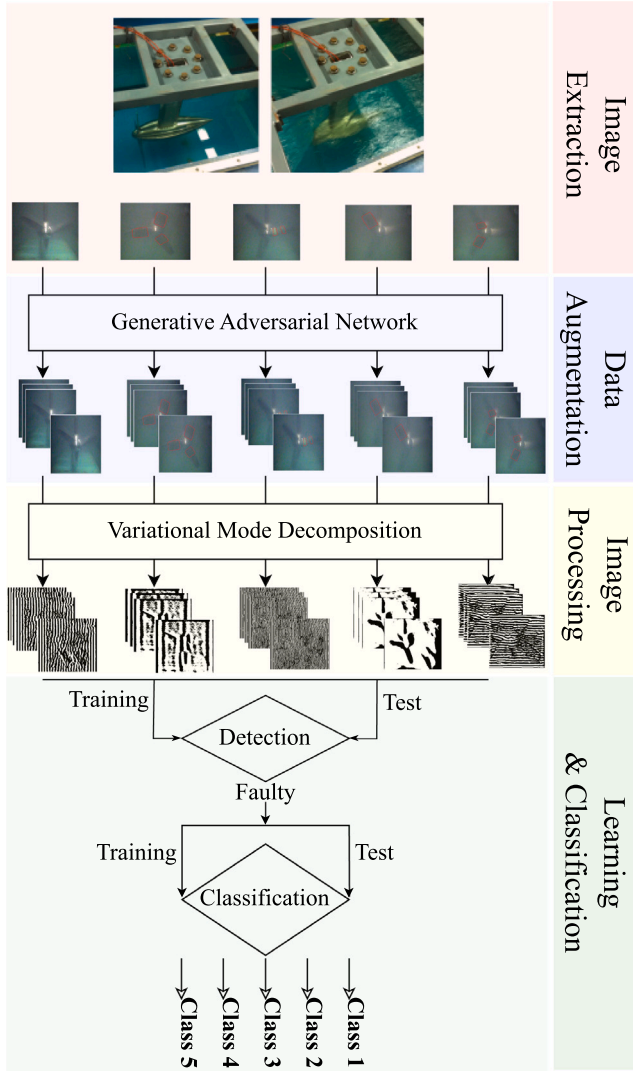 Image
Extraction
Generative Adversarial Network
Data
Augmentation
Variational Mode Decomposition
Image
Processing
Training
Test
Detection
Faulty
Training
Test
Classification
Learning
& Classification
Class 5
Class 4
Class 3
Class 2
Class 1